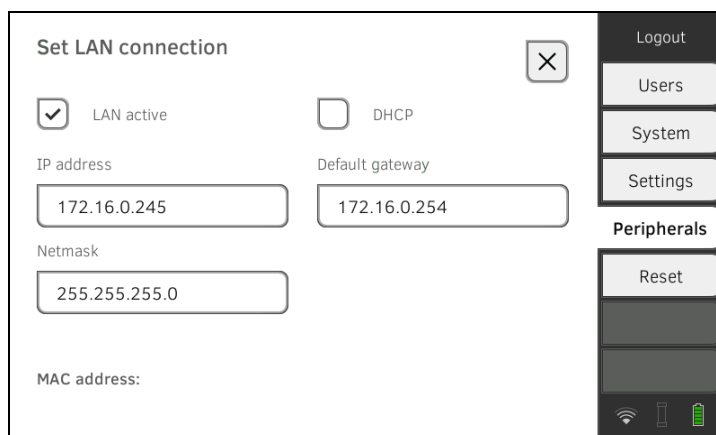 Set LAN connection
LAN active
DHCP
IP address
Default gateway
172.16.0.245
172.16.0.254
Netmask
255.255.255.0
MAC address:
Logout
Users
System
Settings
Peripherals
Reset